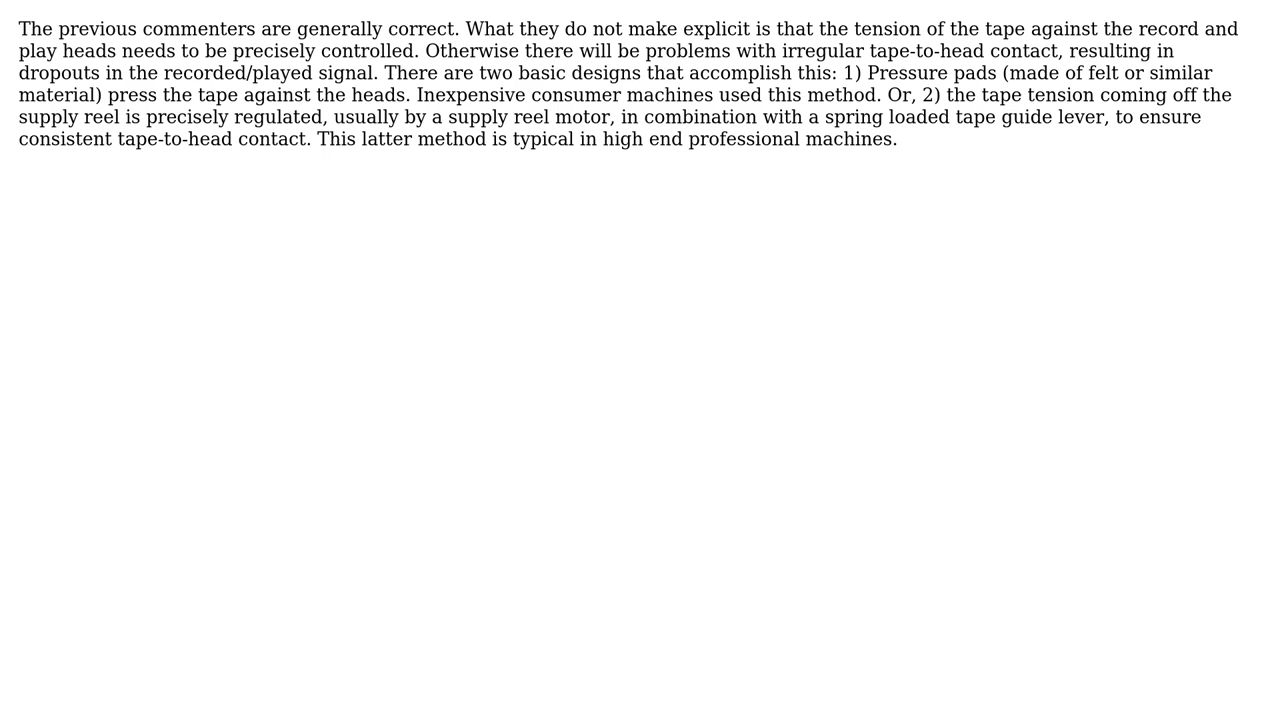 The previous commenters are generally correct. What they do not make explicit is that the tension of the tape against the record and
play heads needs to be precisely controlled. Otherwise there will be problems with irregular tape-to-head contact, resulting in
dropouts in the recorded/played signal. There are two basic designs that accomplish this: 1) Pressure pads (made of felt or similar
material) press the tape against the heads. Inexpensive consumer machines used this method. Or, 2) the tape tension coming off the
supply reel is precisely regulated, usually by a supply reel motor, in combination with a spring loaded tape guide lever, to ensure
consistent tape-to-head contact. This latter method is typical in high end professional machines.